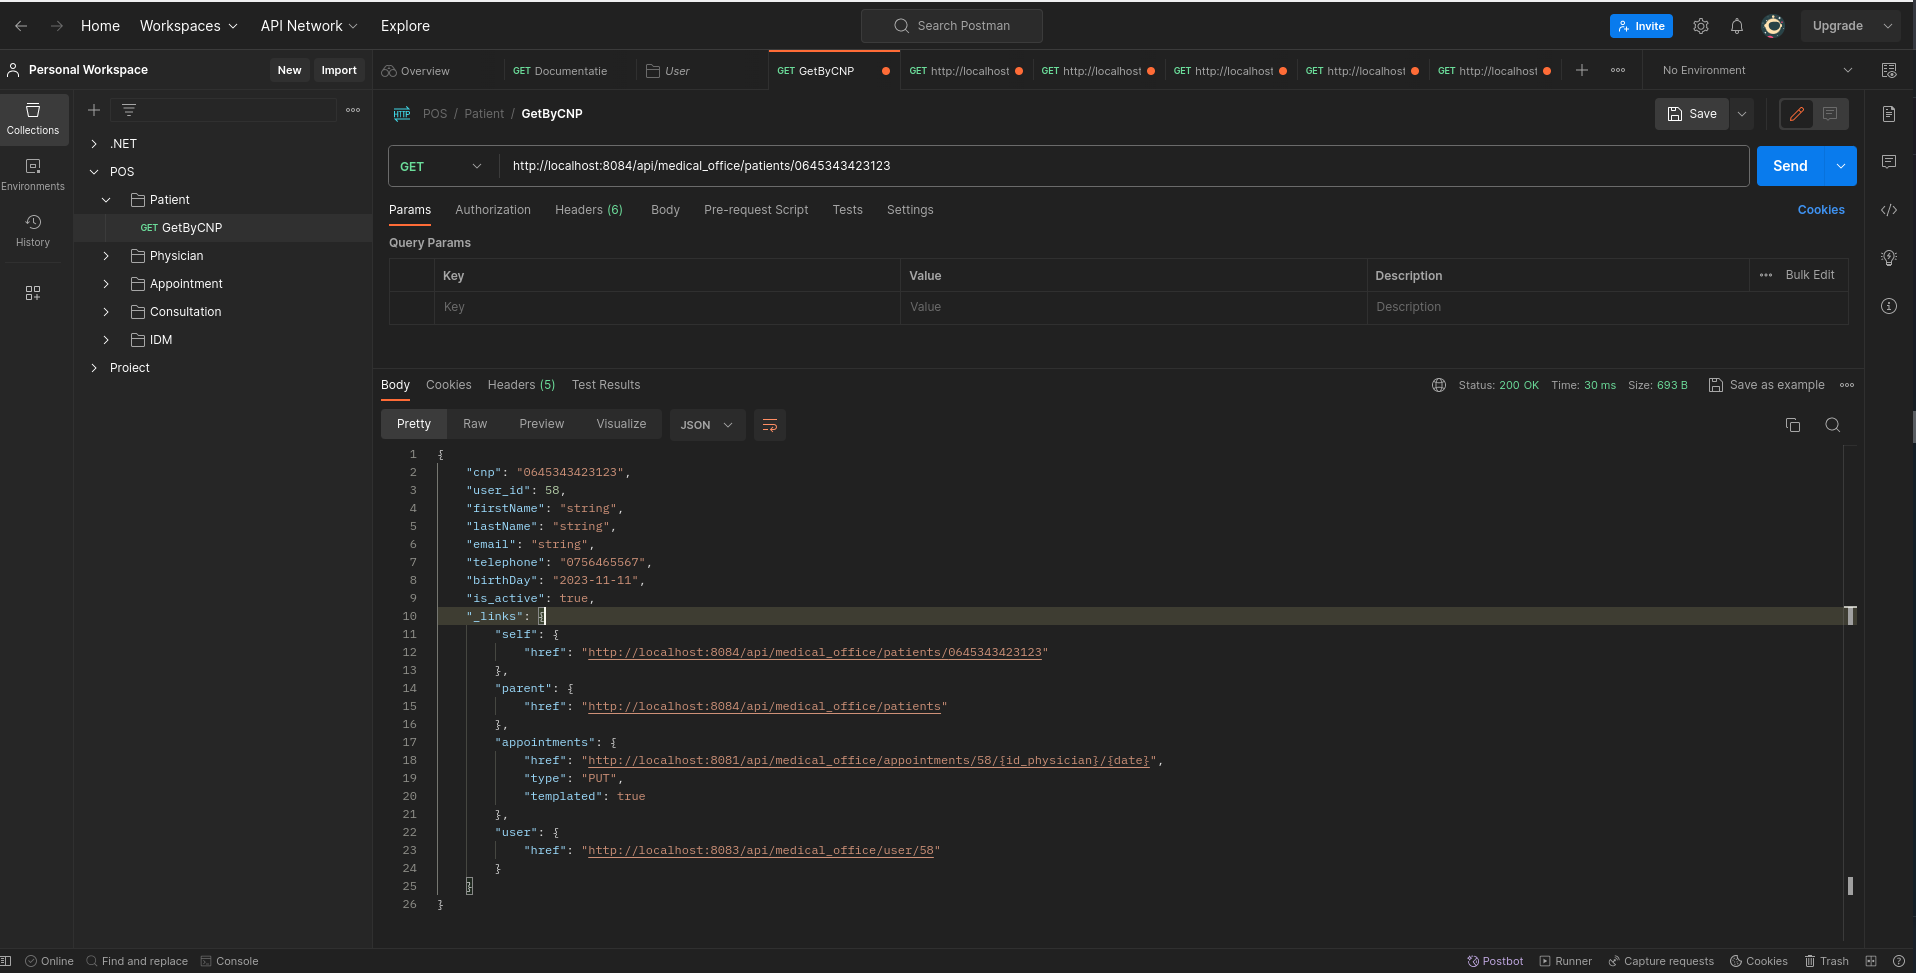 Home Workspaces API Network Explore Search Postman Invite Upgrade
Personal Workspace New Import
Overview GET Documentatie User GET GetByCNP GET http://localhost GET http://localhost GET http://localhost GET http://localhost GET http://localhost No Environment
Collections
Environments
History
.NET
POS
Patient
GET GetByCNP
Physician
Appointment
Consultation
IDM
Proiect
HTTP POS / Patient / GetByCNP Save
GET http://localhost:8084/api/medical_office/patients/0645343423123 Send
Params Authorization Headers (6) Body Pre-request Script Tests Settings Cookies
Query Params
Key Value Description Bulk Edit
Key Value Description
Body Cookies Headers (5) Test Results Status: 200 OK Time: 30 ms Size: 693 B Save as example
Pretty Raw Preview Visualize JSON
1 {
2 "cnp": "0645343423123",
3 "user_id": 58,
4 "firstName": "string",
5 "lastName": "string",
6 "email": "string",
7 "telephone": "0756465567",
8 "birthDay": "2023-11-11",
9 "is_active": true,
10 "_links": {
11 "self": {
12 "href": "http://localhost:8084/api/medical_office/patients/0645343423123"
13 },
14 "parent": {
15 "href": "http://localhost:8084/api/medical_office/patients"
16 },
17 "appointments": {
18 "href": "http://localhost:8081/api/medical_office/appointments/58/{id_physician}/{date}",
19 "type": "PUT",
20 "templated": true
21 },
22 "user": {
23 "href": "http://localhost:8083/api/medical_office/user/58"
24 }
25 }
26 }
Online Find and replace Console Postbot Runner Capture requests Cookies Trash